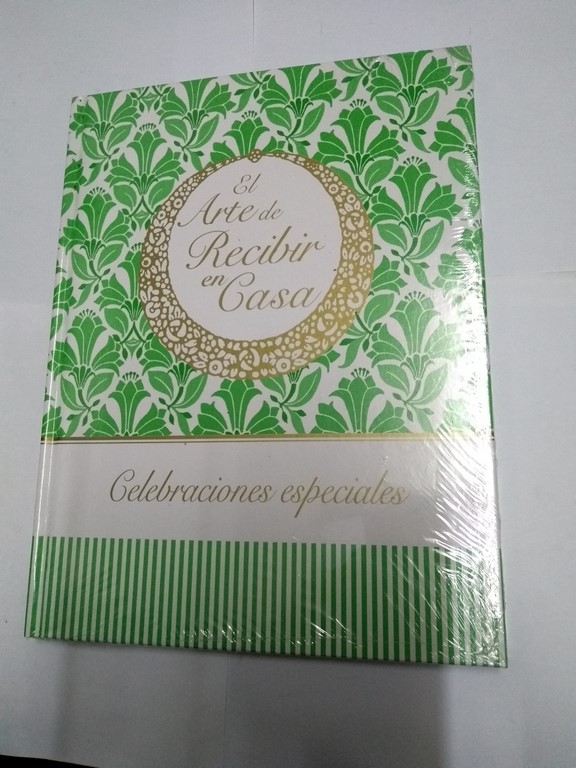 El
Arte de
Recibir
en Casa
Celebraciones especiales